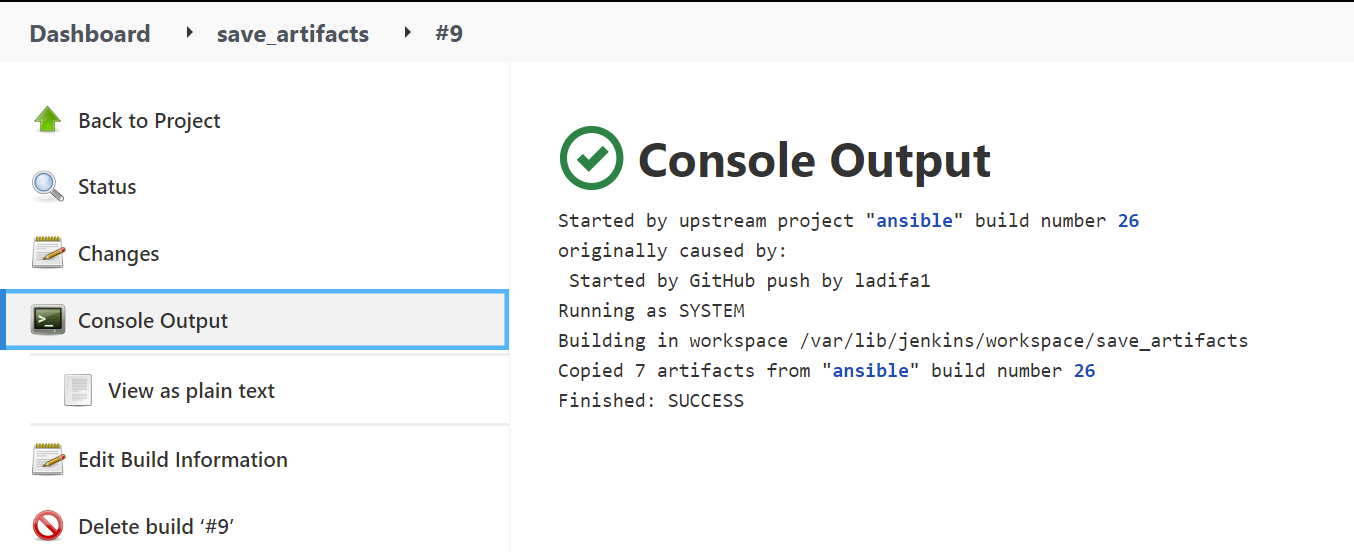 Dashboard save_artifacts #9
Back to Project
Status
Changes
Console Output
View as plain text
Edit Build Information
Delete build ‘#9’
Console Output
Started by upstream project "ansible" build number 26
originally caused by:
Started by GitHub push by ladifa1
Running as SYSTEM
Building in workspace /var/lib/jenkins/workspace/save_artifacts
Copied 7 artifacts from "ansible" build number 26
Finished: SUCCESS